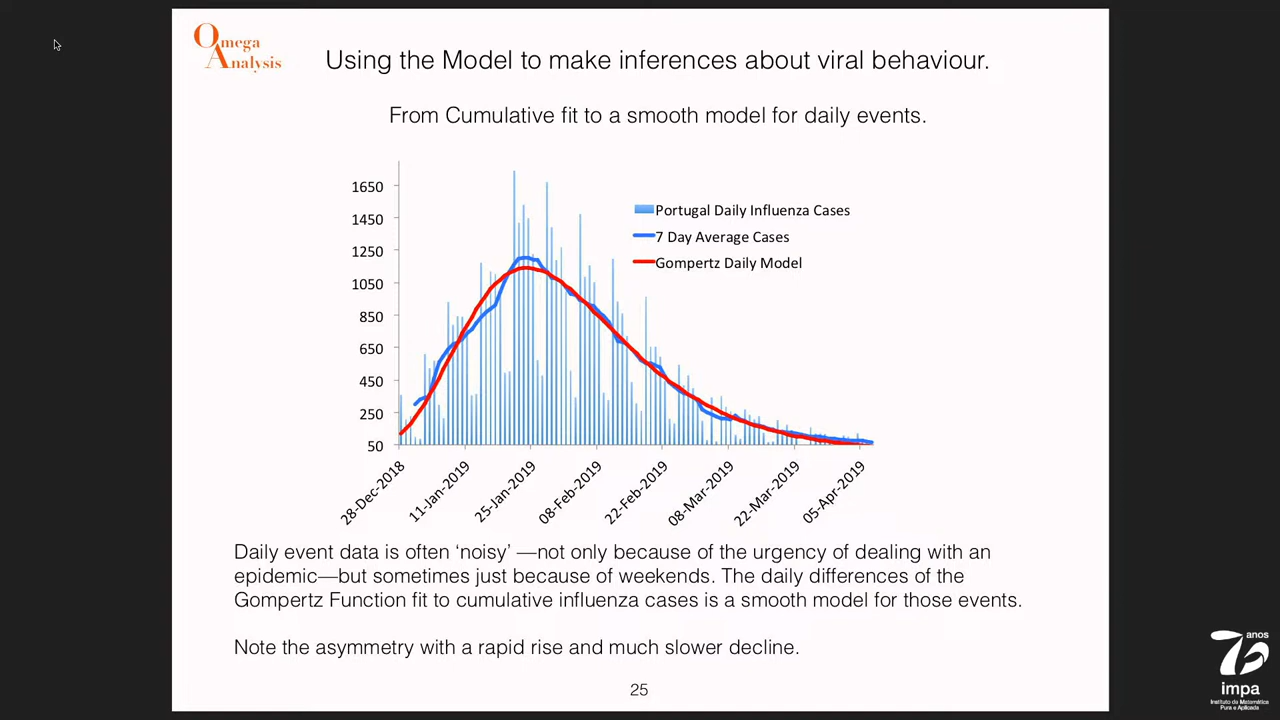 Omega
Analysis
Using the Model to make inferences about viral behaviour.
From Cumulative fit to a smooth model for daily events.
1650
1450
1250
1050
850
650
450
250
50
Portugal Daily Influenza Cases
7 Day Average Cases
Gompertz Daily Model
28-Dec-2018
11-Jan-2019
25-Jan-2019
08-Feb-2019
22-Feb-2019
08-Mar-2019
22-Mar-2019
05-Apr-2019
Daily event data is often ‘noisy’ —not only because of the urgency of dealing with an
epidemic—but sometimes just because of weekends. The daily differences of the
Gompertz Function fit to cumulative influenza cases is a smooth model for those events.
Note the asymmetry with a rapid rise and much slower decline.
25
anos
impa
Instituto de Matemática
Pura e Aplicada